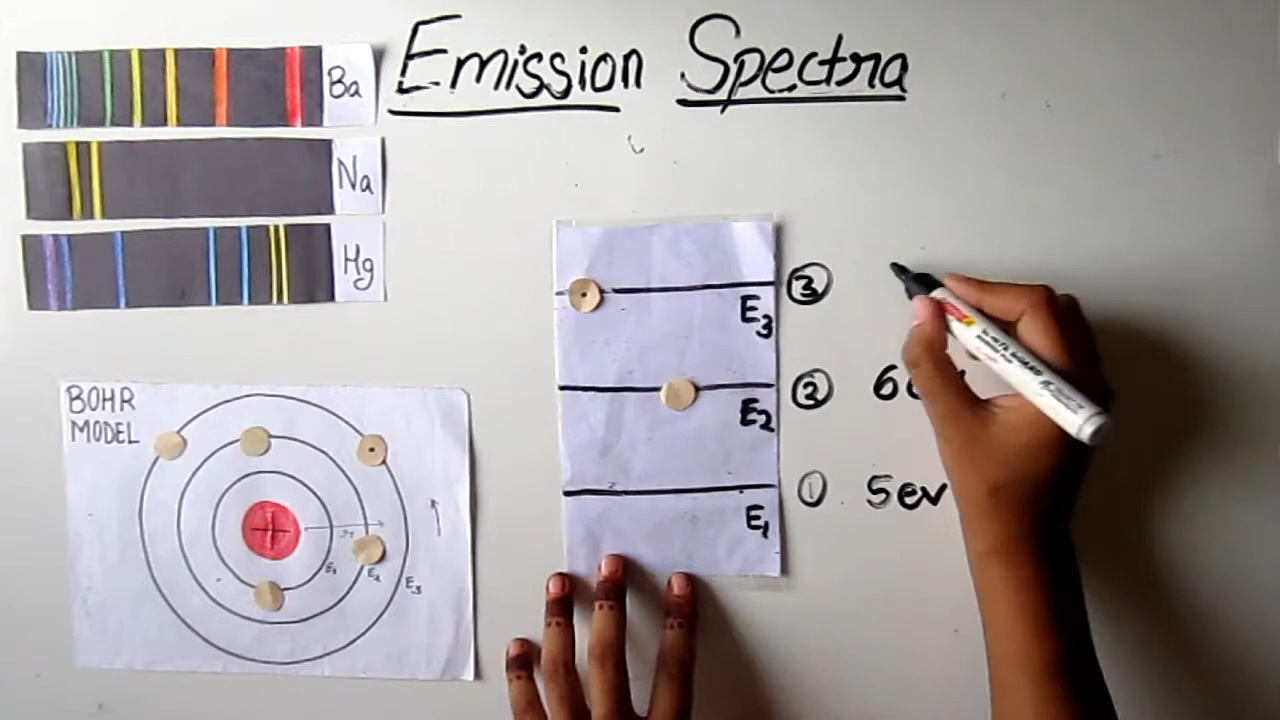 Emission Spectra
Ba
Na
Hg
BOHR
MODEL
E1
E2
E3
+
E3
E2
E1
③
②
① 5ev